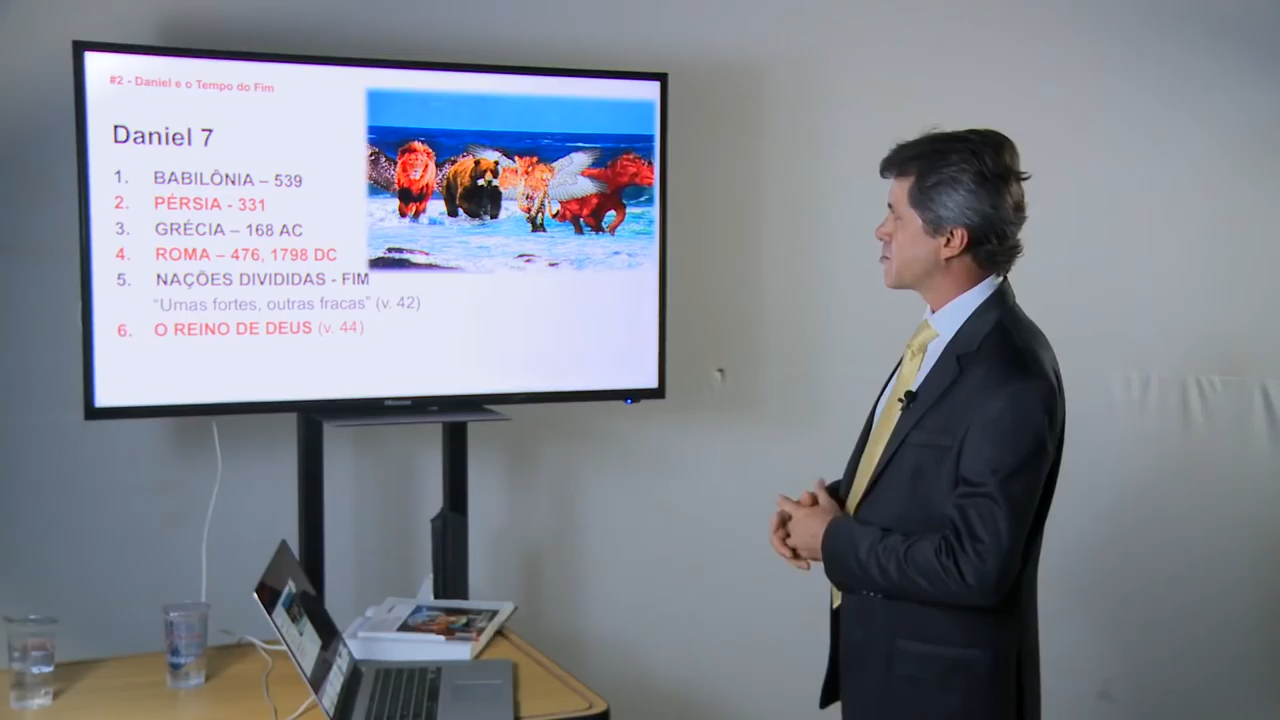 #2 - Daniel e o Tempo do Fim
Daniel 7
1. BABILÔNIA – 539
2. PÉRSIA - 331
3. GRÉCIA – 168 AC
4. ROMA – 476, 1798 DC
5. NAÇÕES DIVIDIDAS - FIM
“Umas fortes, outras fracas” (v. 42)
6. O REINO DE DEUS (v. 44)
Hisense